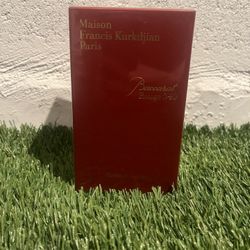 Maison
Francis Kurkdjian
Paris
Baccarat
Rouge 540